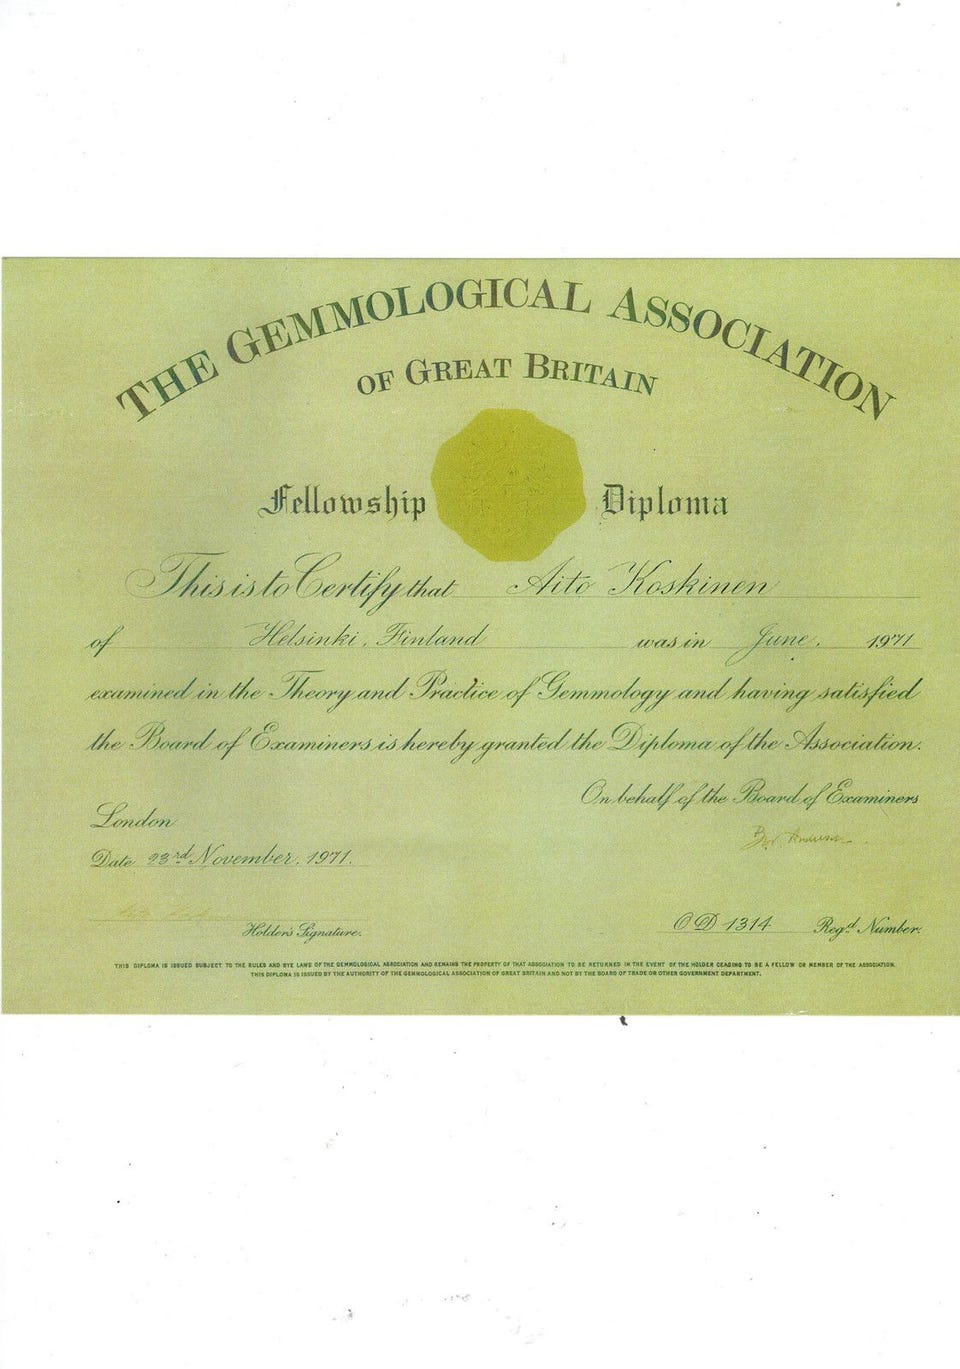 THE GEMMOLOGICAL ASSOCIATION
OF GREAT BRITAIN
Fellowship Diploma
This is to Certify that Aito Koskinen
of Helsinki, Finland was in June, 1971
examined in the Theory and Practice of Gemmology and having satisfied
the Board of Examiners is hereby granted the Diploma of the Association.
On behalf of the Board of Examiners
London
Date 23rd November, 1971.
Holder's Signature.
OD 1314 Regd Number.
THIS DIPLOMA IS ISSUED SUBJECT TO THE RULES AND BYE LAWS OF THE GEMMOLOGICAL ASSOCIATION AND REMAINS THE PROPERTY OF THAT ASSOCIATION TO BE RETURNED IN THE EVENT OF THE HOLDER CEASING TO BE A FELLOW OR MEMBER OF THE ASSOCIATION.
THIS DIPLOMA IS ISSUED BY THE AUTHORITY OF THE GEMMOLOGICAL ASSOCIATION OF GREAT BRITAIN AND NOT BY THE BOARD OF TRADE OR OTHER GOVERNMENT DEPARTMENT.